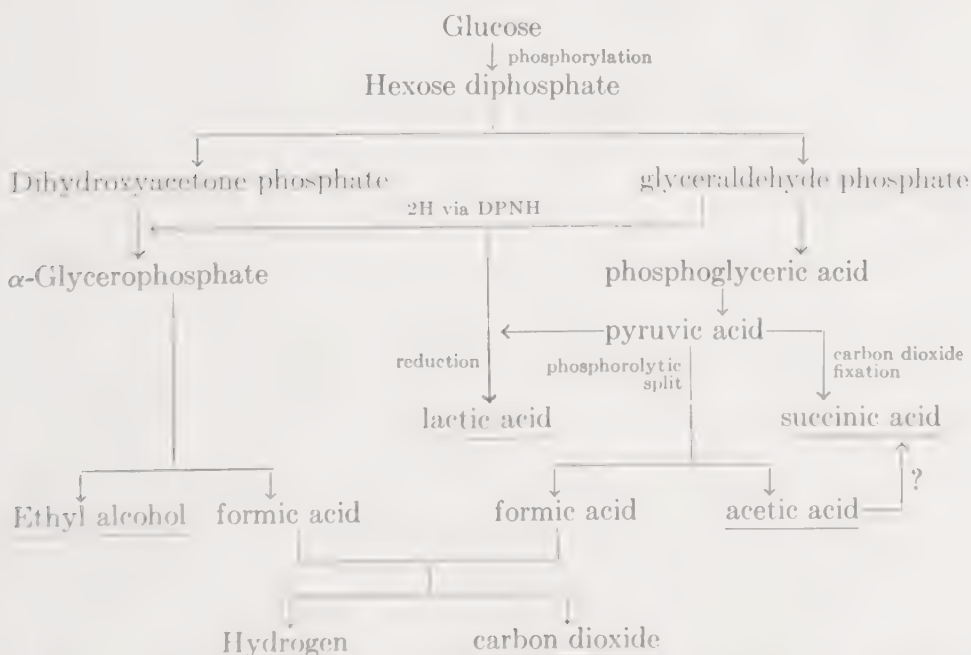 Glucose
phosphorylation
Hexose diphosphate
Dihydroxyacetone phosphate glyceraldehyde phosphate
2H via DPNH
α-Glycerophosphate phosphoglyceric acid
pyruvic acid
reduction phosphorolytic split carbon dioxide fixation
lactic acid succinic acid
?
Ethyl alcohol formic acid formic acid acetic acid
Hydrogen carbon dioxide